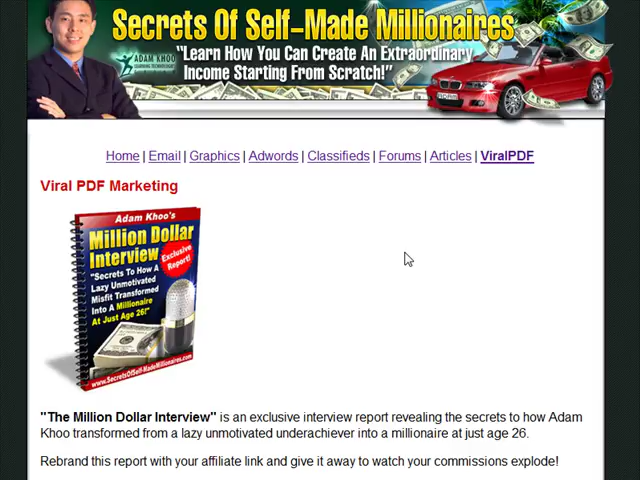 Secrets Of Self-Made Millionaires
ADAM KHOO
"Learn How You Can Create An Extraordinary
Income Starting From Scratch!"
Home | Email | Graphics | Adwords | Classifieds | Forums | Articles | ViralPDF
Viral PDF Marketing
Adam Khoo's
Million Dollar
Interview
Exclusive
Report!
"Secrets To How A
Lazy Unmotivated
Misfit Transformed
Into A Millionaire
At Just Age 26!"
www.SecretsOfSelf-MadeMillionaires.com
"The Million Dollar Interview" is an exclusive interview report revealing the secrets to how Adam
Khoo transformed from a lazy unmotivated underachiever into a millionaire at just age 26.
Rebrand this report with your affiliate link and give it away to watch your commissions explode!